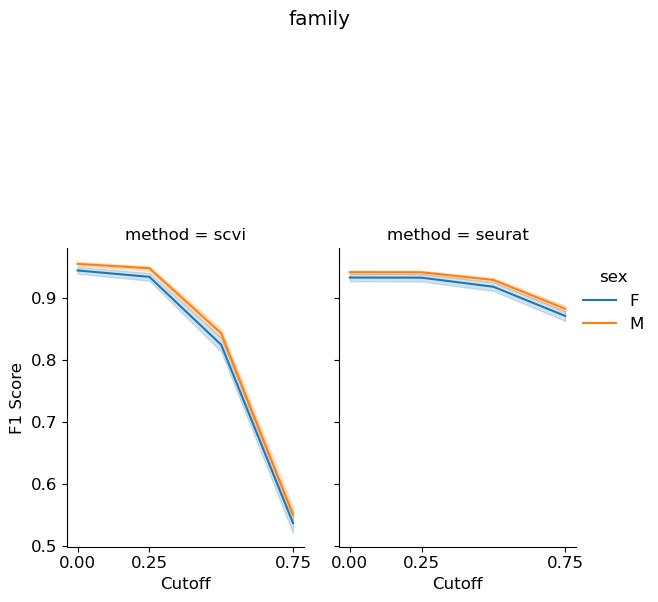 family
method = scvi
method = seurat
sex
F
M
F1 Score
0.9
0.8
0.7
0.6
0.5
0.00 0.25 0.75
0.00 0.25 0.75
Cutoff
Cutoff